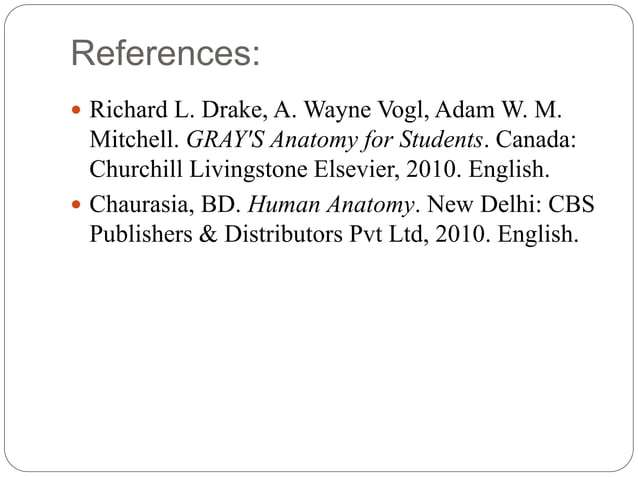 References:
• Richard L. Drake, A. Wayne Vogl, Adam W. M.
Mitchell. GRAY'S Anatomy for Students. Canada:
Churchill Livingstone Elsevier, 2010. English.
• Chaurasia, BD. Human Anatomy. New Delhi: CBS
Publishers & Distributors Pvt Ltd, 2010. English.